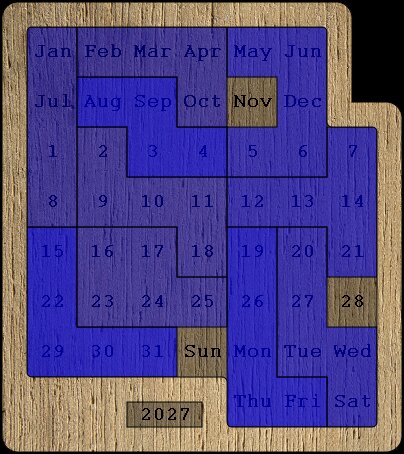 Jan Feb Mar Apr May Jun
Jul Aug Sep Oct Nov Dec
1 2 3 4 5 6 7
8 9 10 11 12 13 14
15 16 17 18 19 20 21
22 23 24 25 26 27 28
29 30 31 Sun Mon Tue Wed
Thu Fri Sat
2027